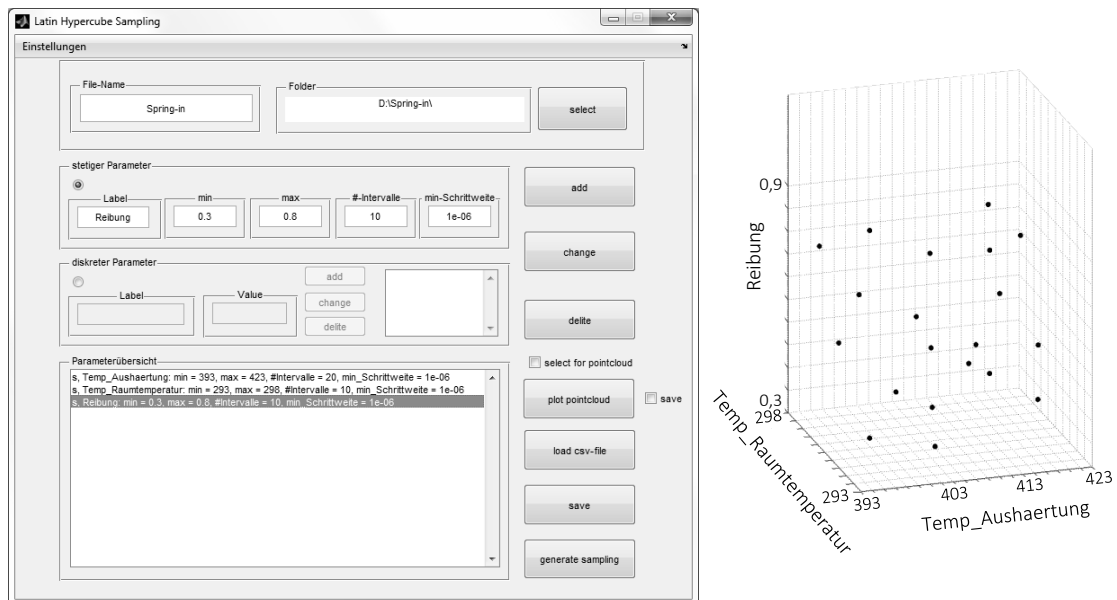 Latin Hypercube Sampling
Einstellungen
File-Name
Spring-in
Folder
D:\Spring-in\
select
stetiger Parameter
Label
Reibung
min
0.3
max
0.8
#-Intervalle
10
min-Schrittweite
1e-06
add
change
diskreter Parameter
Label
Value
add
change
delite
delite
select for pointcloud
Parameterübersicht
s, Temp_Aushaertung: min = 393, max = 423, #Intervalle = 20, min_Schrittweite = 1e-06
s, Temp_Raumtemperatur: min = 293, max = 298, #Intervalle = 10, min_Schrittweite = 1e-06
s, Reibung: min = 0.3, max = 0.8, #Intervalle = 10, min_Schrittweite = 1e-06
plot pointcloud
save
load csv-file
save
generate sampling
0,9
Reibung
0,3
298
Temp_Raumtemperatur
293
393
403
413
423
Temp_Aushaertung